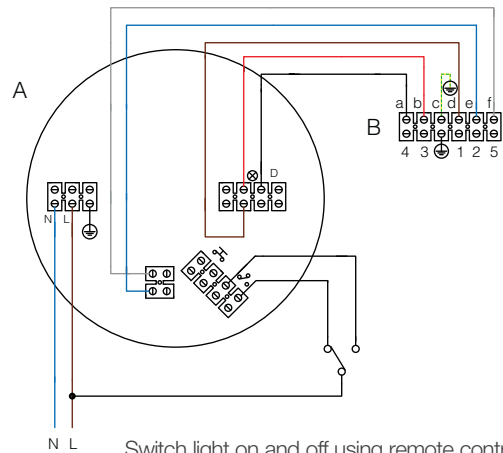 A
a b c d e f
B
4 3 1 2 5
D
N L
N L
Switch light on and off using remote contr